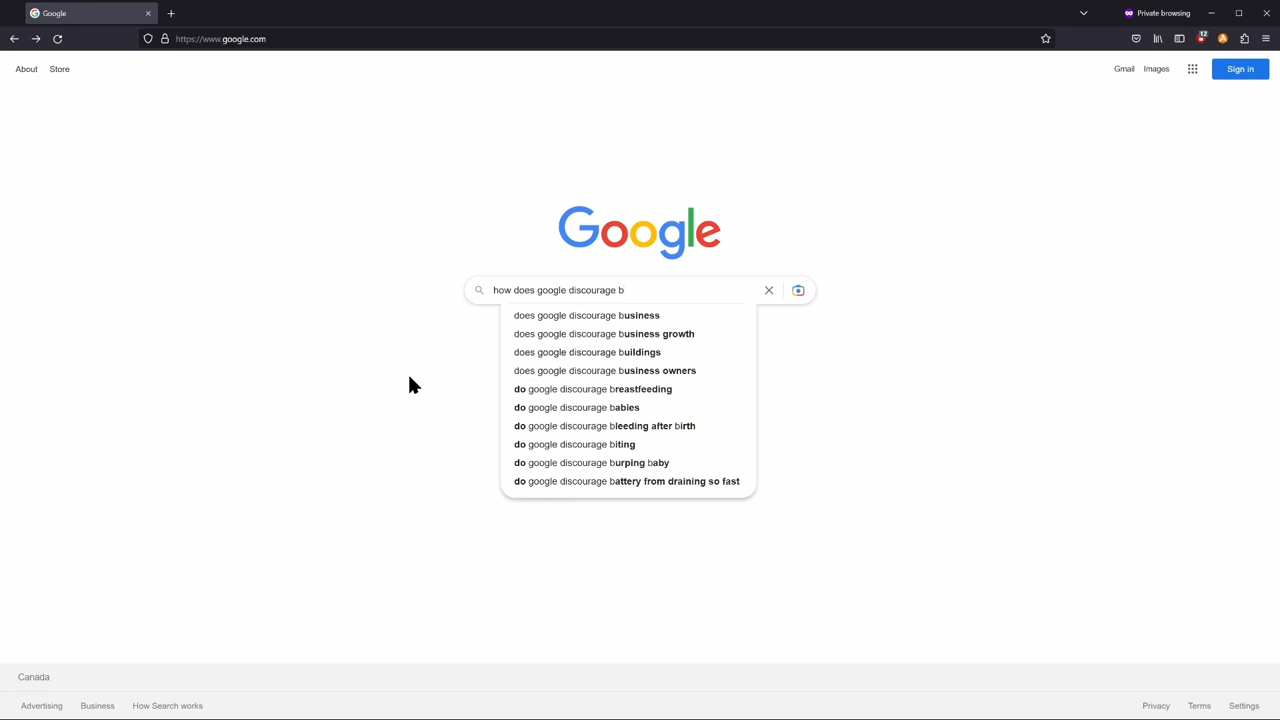 Google
Private browsing
https://www.google.com
12
About Store
Gmail Images
Sign in
Google
how does google discourage b
does google discourage business
does google discourage business growth
does google discourage buildings
does google discourage business owners
do google discourage breastfeeding
do google discourage babies
do google discourage bleeding after birth
do google discourage biting
do google discourage burping baby
do google discourage battery from draining so fast
Canada
Advertising Business How Search works
Privacy Terms Settings